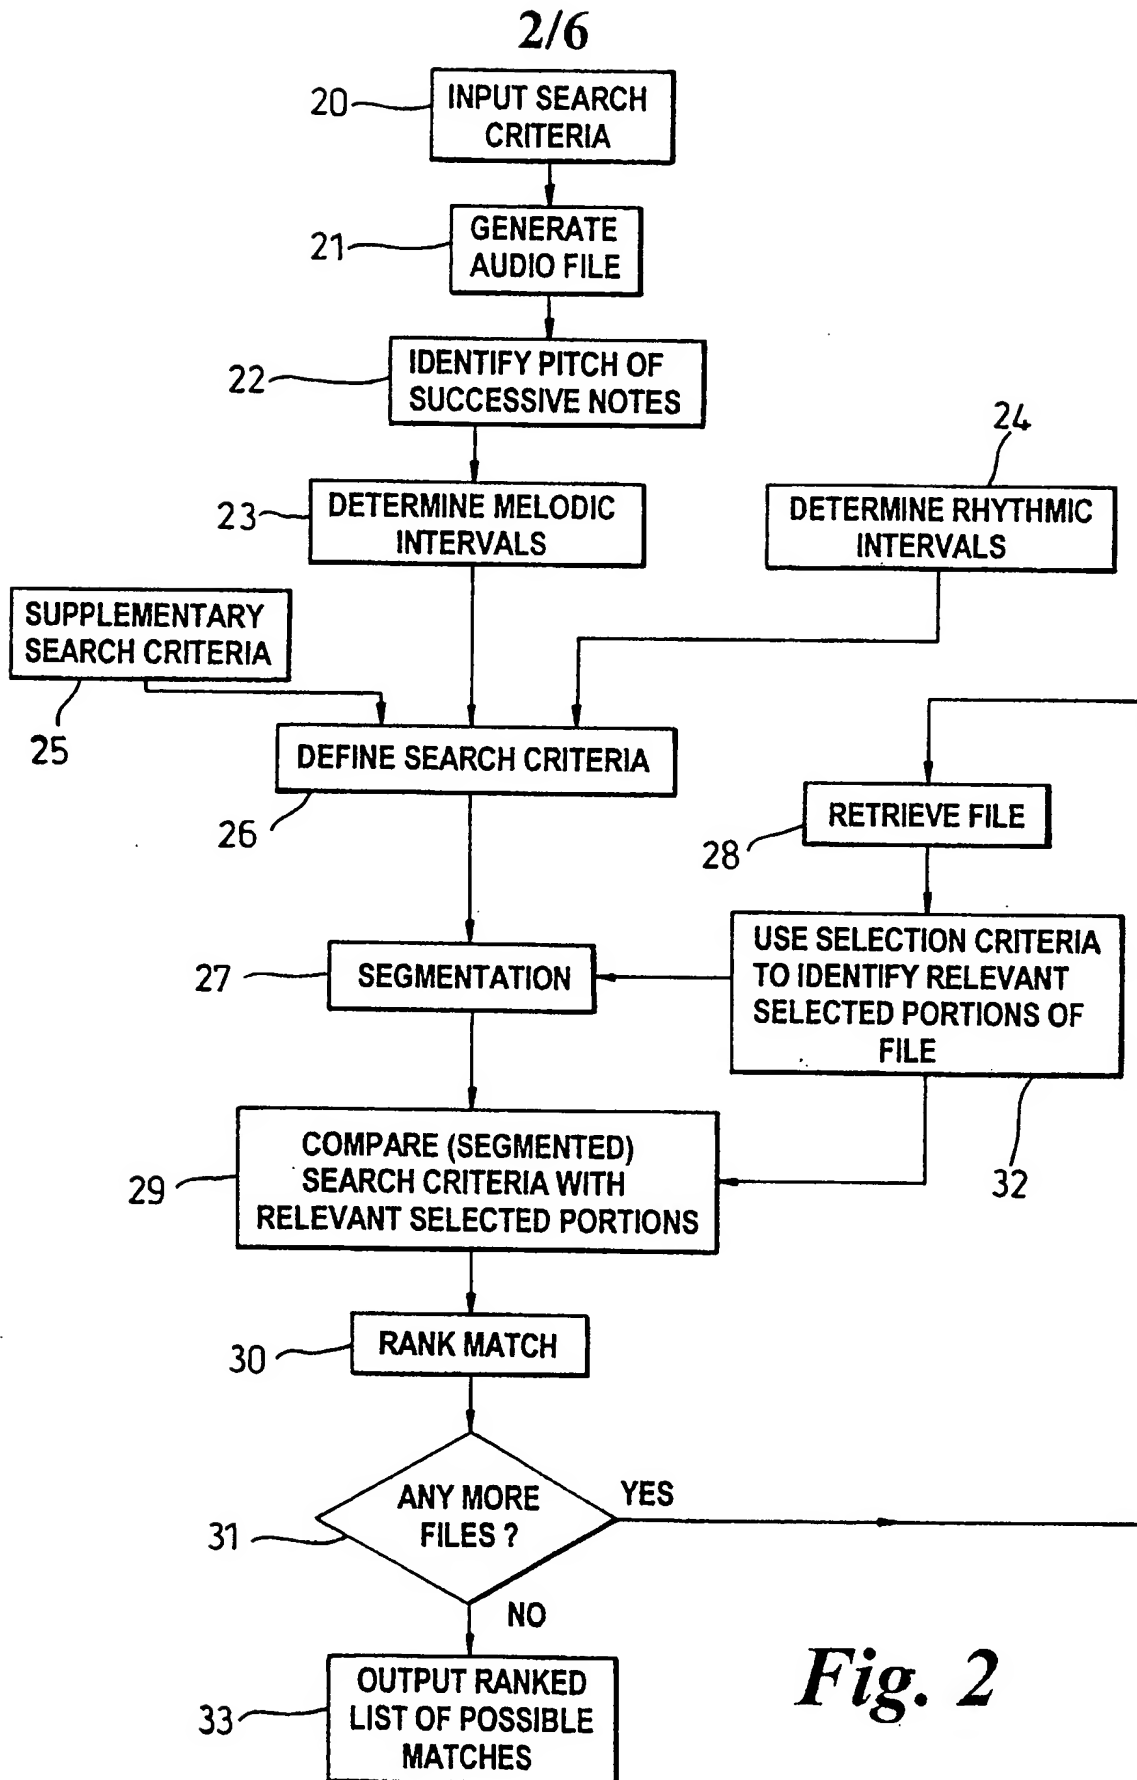 2/6
20
INPUT SEARCH
CRITERIA
21
GENERATE
AUDIO FILE
22
IDENTIFY PITCH OF
SUCCESSIVE NOTES
23
DETERMINE MELODIC
INTERVALS
24
DETERMINE RHYTHMIC
INTERVALS
SUPPLEMENTARY
SEARCH CRITERIA
25
DEFINE SEARCH CRITERIA
26
RETRIEVE FILE
28
27
SEGMENTATION
USE SELECTION CRITERIA
TO IDENTIFY RELEVANT
SELECTED PORTIONS OF
FILE
32
29
COMPARE (SEGMENTED)
SEARCH CRITERIA WITH
RELEVANT SELECTED PORTIONS
30
RANK MATCH
31
ANY MORE
FILES ?
YES
NO
33
OUTPUT RANKED
LIST OF POSSIBLE
MATCHES
Fig. 2